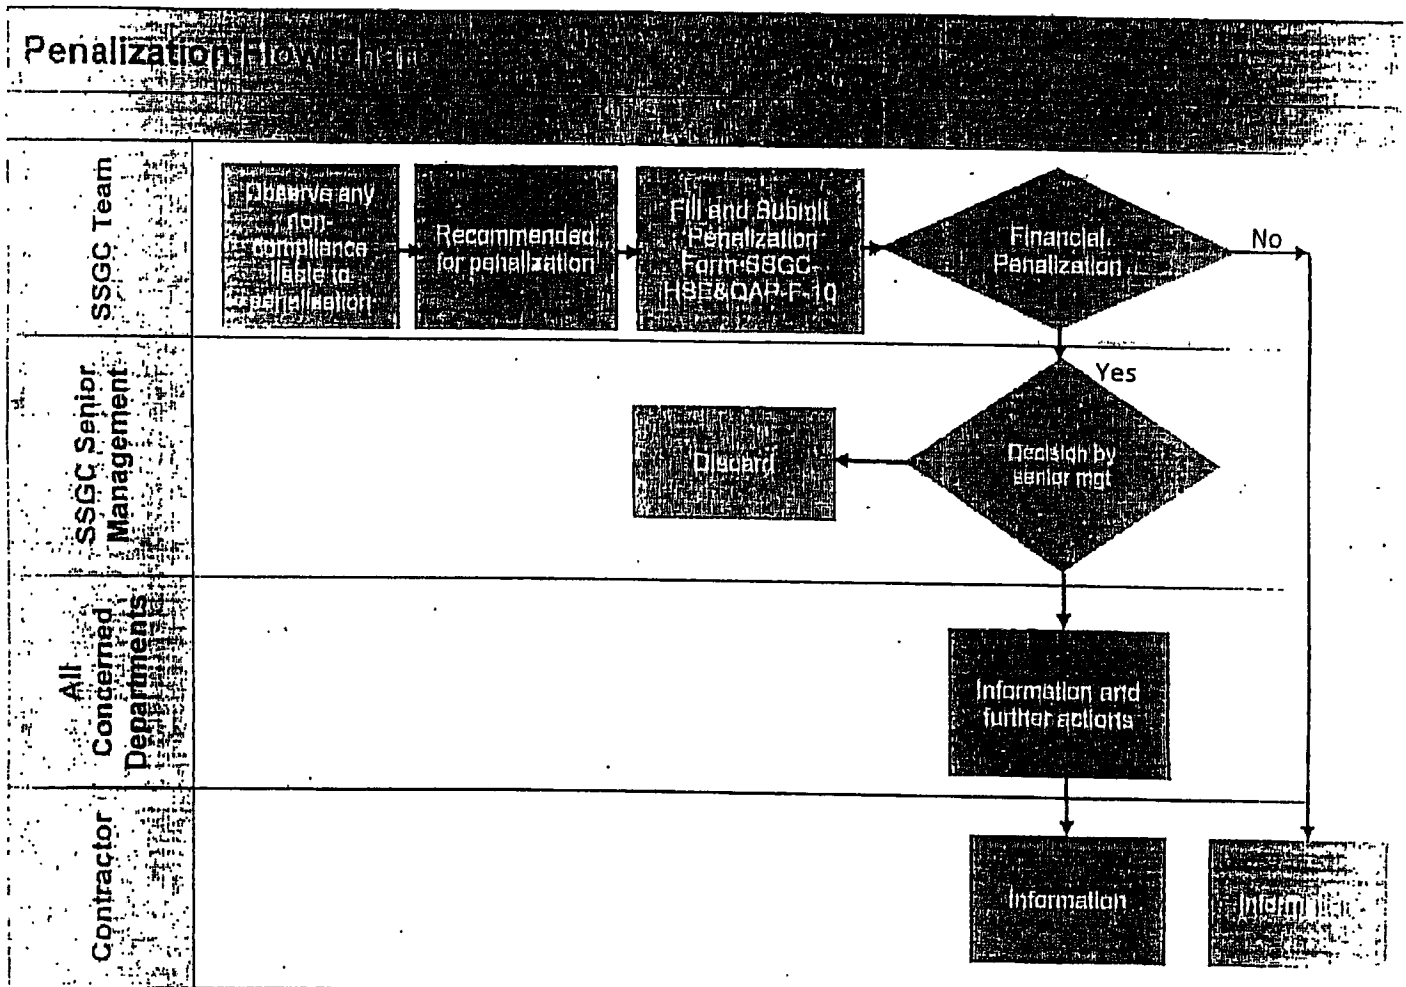 Penalization Flow Chart
SSGC Team
Observe any
non-
compliance
liable to
penalization
Recommended
for penalization
Fill and Submit
Penalization
Form-SSGC-
HSE&QAP-F-10
Financial
Penalization
No
Yes
SSGC Senior
Management
Discard
Decision by
senior mgt
All
Concerned
Departments
Information and
further actions
Contractor
Information